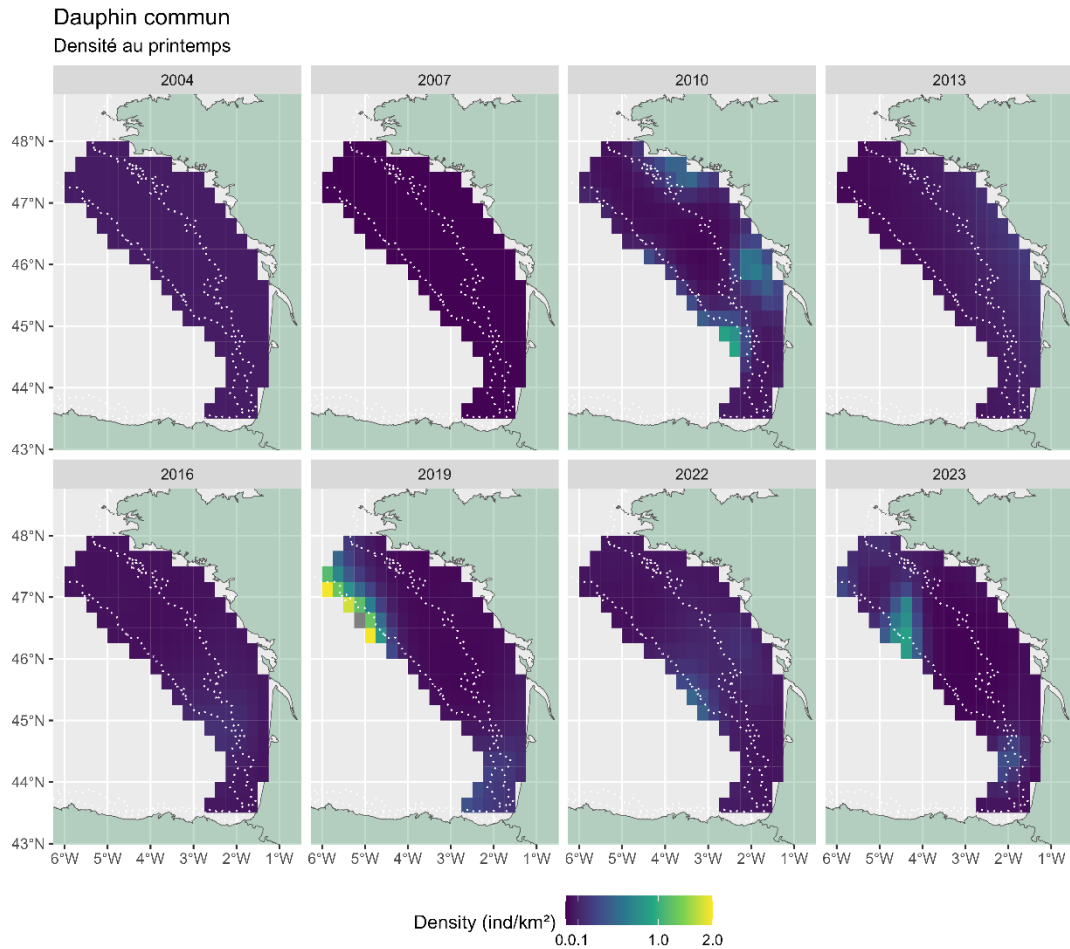 Dauphin commun
Densité au printemps
2004 2007 2010 2013
48°N
47°N
46°N
45°N
44°N
43°N
2016 2019 2022 2023
48°N
47°N
46°N
45°N
44°N
43°N
6°W 5°W 4°W 3°W 2°W 1°W 6°W 5°W 4°W 3°W 2°W 1°W 6°W 5°W 4°W 3°W 2°W 1°W 6°W 5°W 4°W 3°W 2°W 1°W
Density (ind/km²)
0.0.1 1.0 2.0